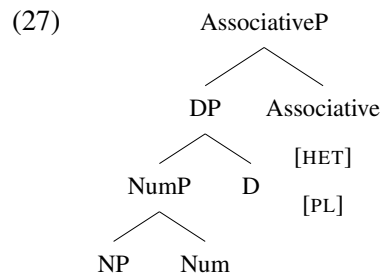 (27) AssociativeP
DP Associative
[HET]
NumP D [PL]
NP Num